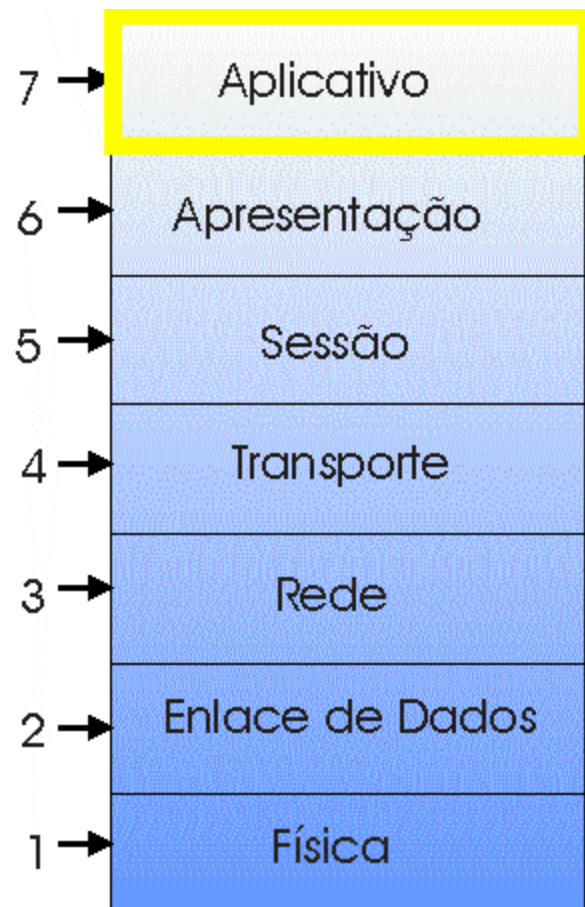 7 Aplicativo
6 Apresentação
5 Sessão
4 Transporte
3 Rede
2 Enlace de Dados
1 Física